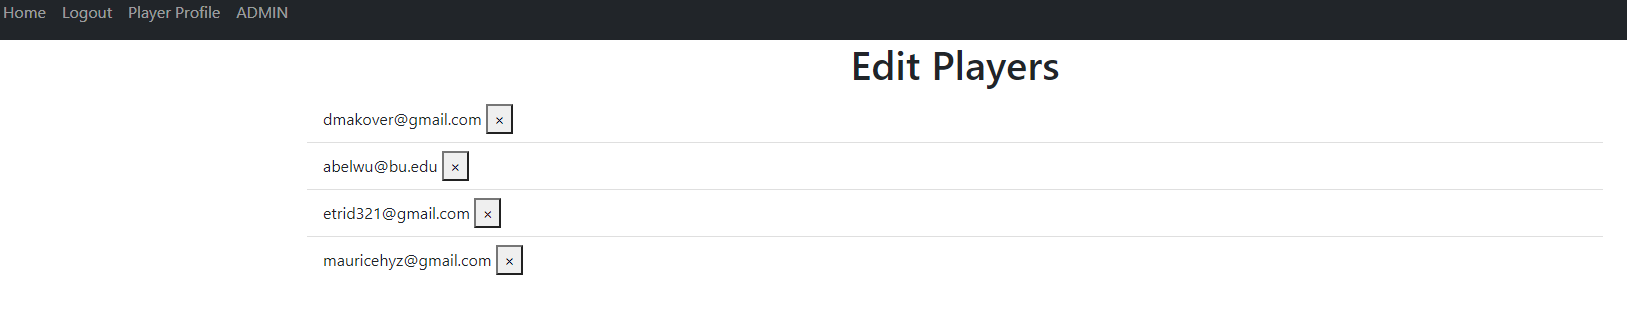 Home Logout Player Profile ADMIN
Edit Players
dmakover@gmail.com ×
abelwu@bu.edu ×
etrid321@gmail.com ×
mauricehyz@gmail.com ×